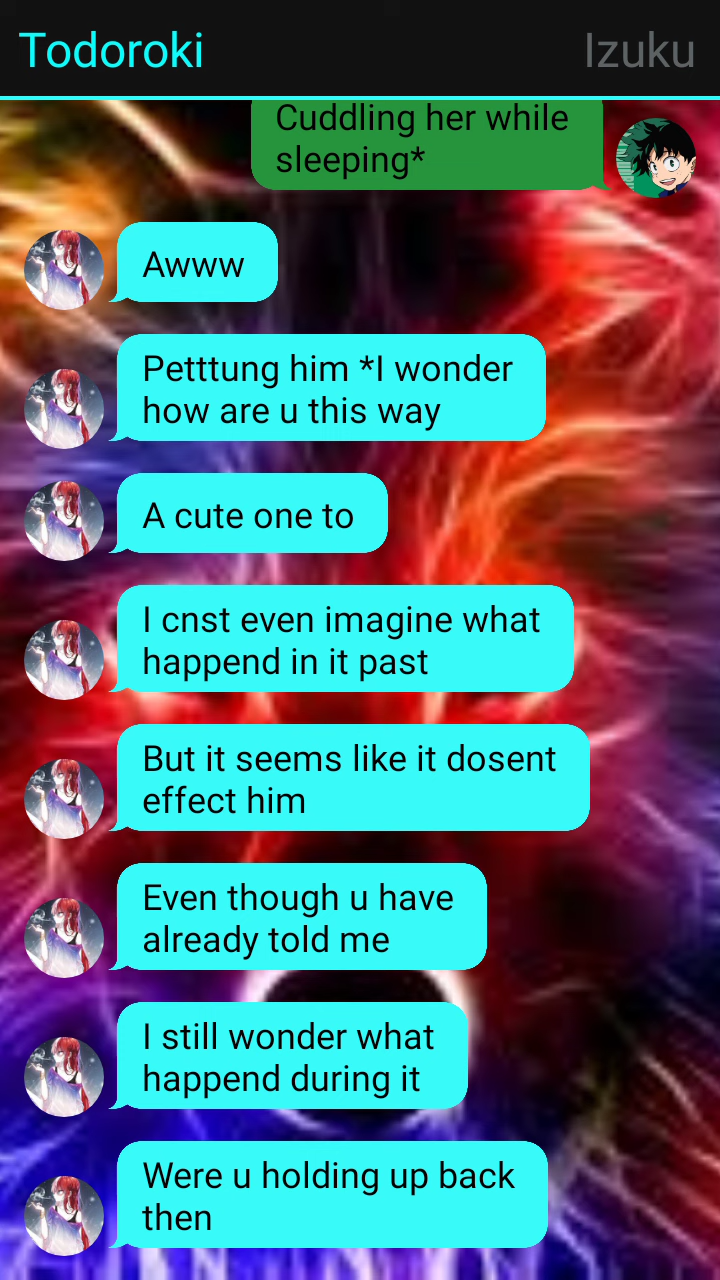 Todoroki
Izuku
Cuddling her while
sleeping*
Awww
Petttung him *I wonder
how are u this way
A cute one to
I cnst even imagine what
happend in it past
But it seems like it dosent
effect him
Even though u have
already told me
I still wonder what
happend during it
Were u holding up back
then